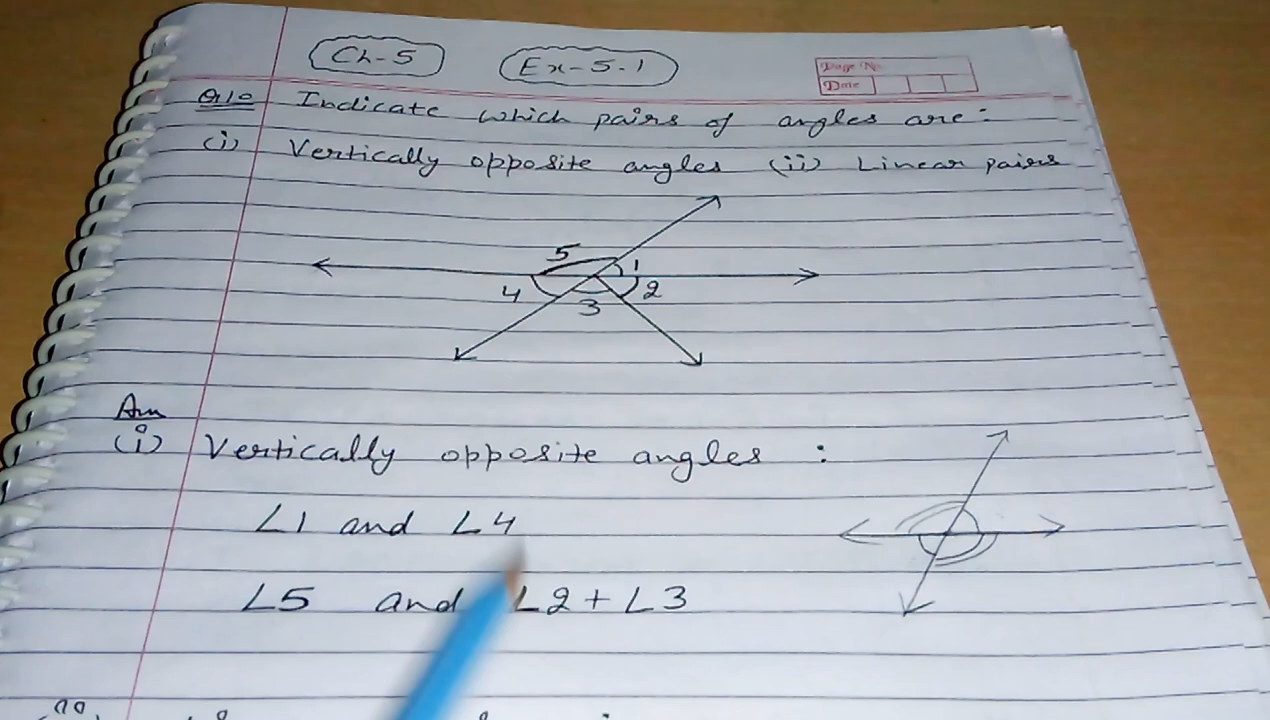 Ch-5 Ex-5.1
Page No.
Date
Q10 Indicate which pairs of angles are:
(i) Vertically opposite angles (ii) Linear pairs
5 1
4 3 2
Ans
(i) Vertically opposite angles :
∠1 and ∠4
∠5 and ∠2 + ∠3